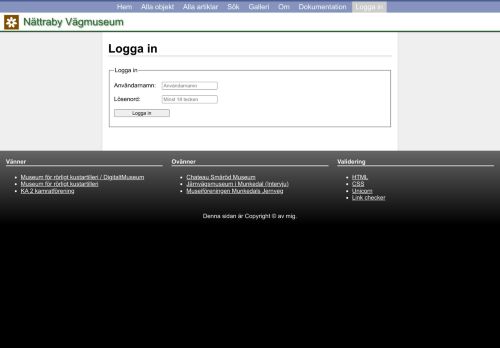 Hem Alla objekt Alla artiklar Sök Galleri Om Dokumentation Logga in
Nättraby Vägmuseum
Logga in
Logga in
Användarnamn: Användarnamn
Lösenord: Minst 18 tecken
Logga in
Vänner
Museum för rörligt kustartilleri / DigitaltMuseum
Museum för rörligt kustartilleri
KA 2 kamratförening
Ovänner
Chateau Småröd Museum
Järnvägsmuseum i Munkedal (Intervju)
Museiföreningen Munkedals Jernveg
Validering
HTML
CSS
Unicorn
Link checker
Denna sidan är Copyright © av mig.